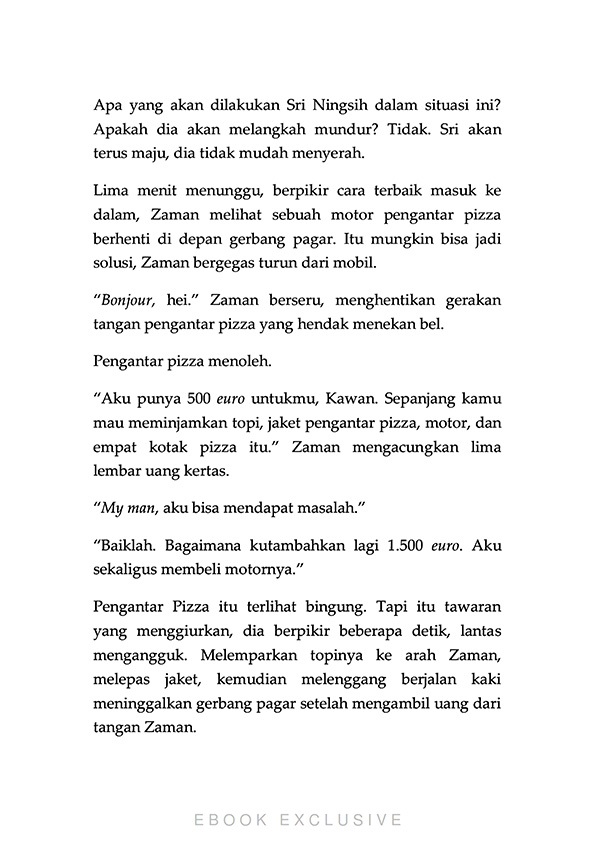 Apa yang akan dilakukan Sri Ningsih dalam situasi ini?
Apakah dia akan melangkah mundur? Tidak. Sri akan
terus maju, dia tidak mudah menyerah.
Lima menit menunggu, berpikir cara terbaik masuk ke
dalam, Zaman melihat sebuah motor pengantar pizza
berhenti di depan gerbang pagar. Itu mungkin bisa jadi
solusi, Zaman bergegas turun dari mobil.
“Bonjour, hei.” Zaman berseru, menghentikan gerakan
tangan pengantar pizza yang hendak menekan bel.
Pengantar pizza menoleh.
“Aku punya 500 euro untukmu, Kawan. Sepanjang kamu
mau meminjamkan topi, jaket pengantar pizza, motor, dan
empat kotak pizza itu.” Zaman mengacungkan lima
lembar uang kertas.
“My man, aku bisa mendapat masalah.”
“Baiklah. Bagaimana kutambahkan lagi 1.500 euro. Aku
sekaligus membeli motornya.”
Pengantar Pizza itu terlihat bingung. Tapi itu tawaran
yang menggiurkan, dia berpikir beberapa detik, lantas
mengangguk. Melemparkan topinya ke arah Zaman,
melepas jaket, kemudian melenggang berjalan kaki
meninggalkan gerbang pagar setelah mengambil uang dari
tangan Zaman.
EBOOK EXCLUSIVE